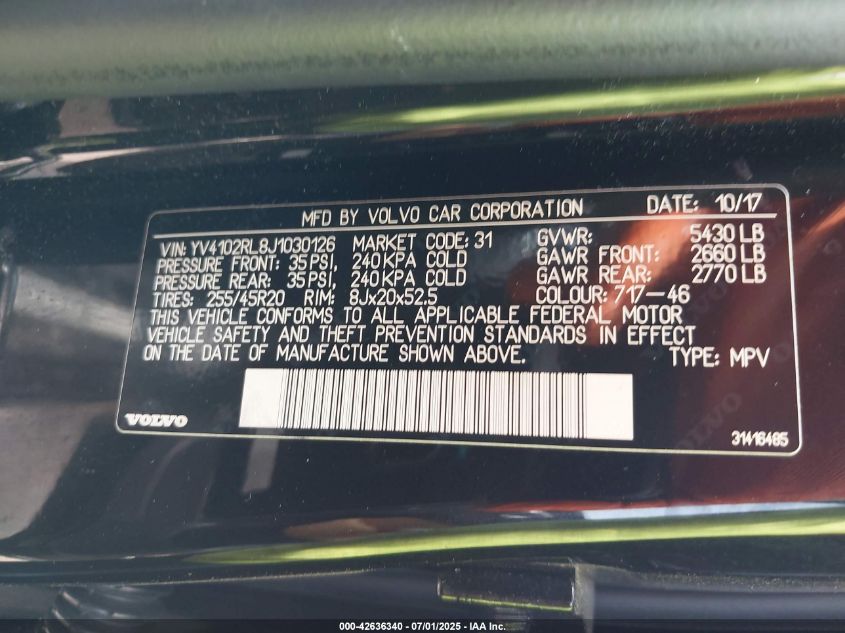 MFD BY VOLVO CAR CORPORATION DATE: 10/17
VIN: YV4102RL8J1030126 MARKET CODE: 31 GVWR: 5430 LB
PRESSURE FRONT: 35 PSI, 240 KPA COLD GAWR FRONT: 2660 LB
PRESSURE REAR: 35 PSI, 240 KPA COLD GAWR REAR: 2770 LB
TIRES: 255/45R20 RIM: 8Jx20x52.5 COLOUR: 717-46
THIS VEHICLE CONFORMS TO ALL APPLICABLE FEDERAL MOTOR
VEHICLE SAFETY AND THEFT PREVENTION STANDARDS IN EFFECT
ON THE DATE OF MANUFACTURE SHOWN ABOVE. TYPE: MPV
VOLVO
31416485
000-42636340 / 07/01/2025 - IAA Inc.